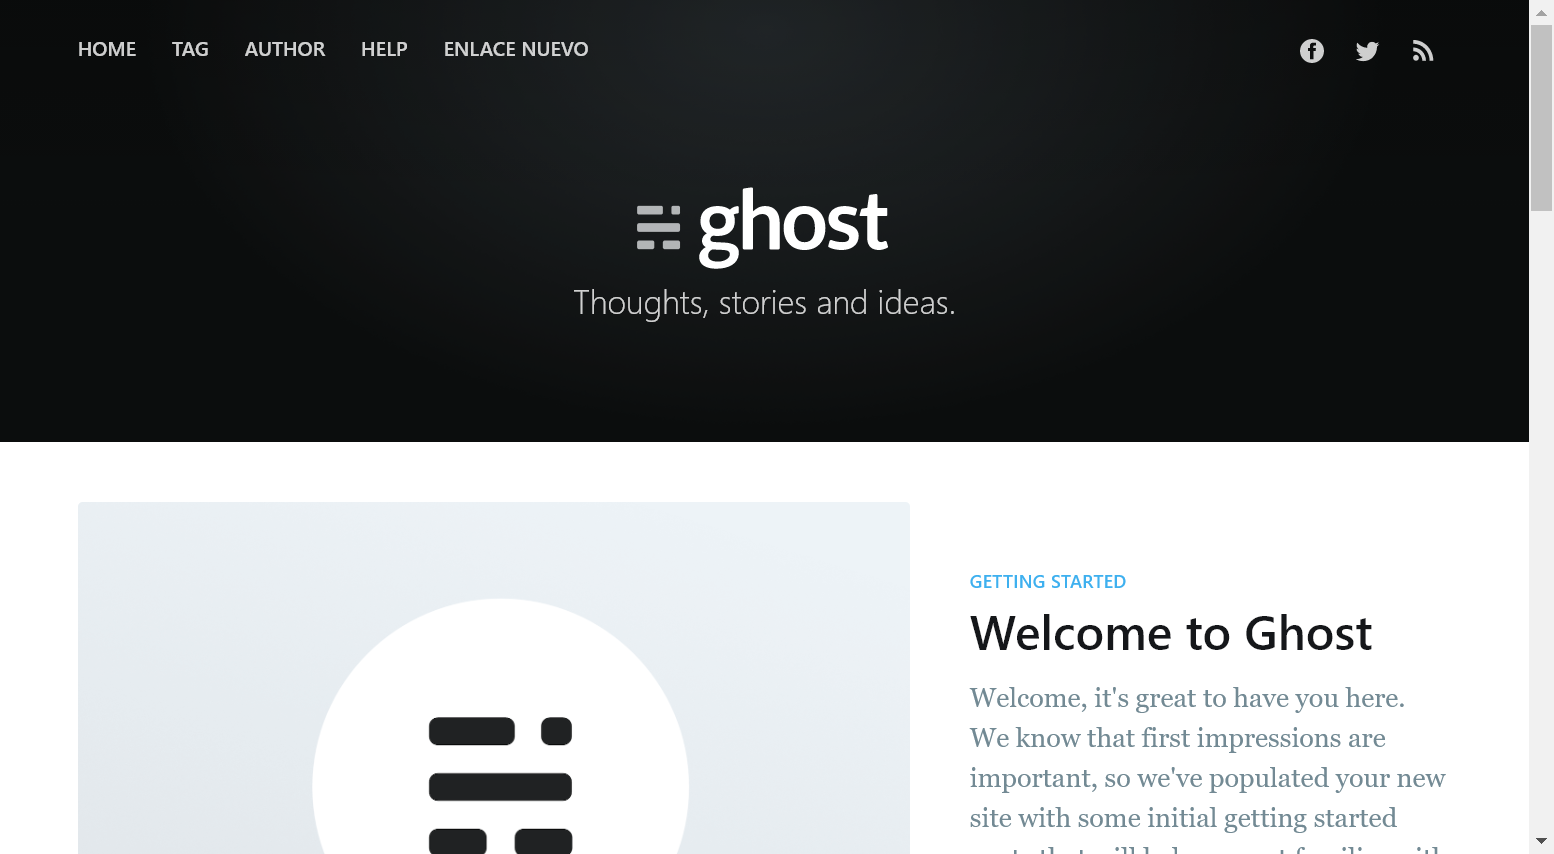 HOME TAG AUTHOR HELP ENLACE NUEVO
ghost
Thoughts, stories and ideas.
GETTING STARTED
Welcome to Ghost
Welcome, it's great to have you here.
We know that first impressions are
important, so we've populated your new
site with some initial getting started